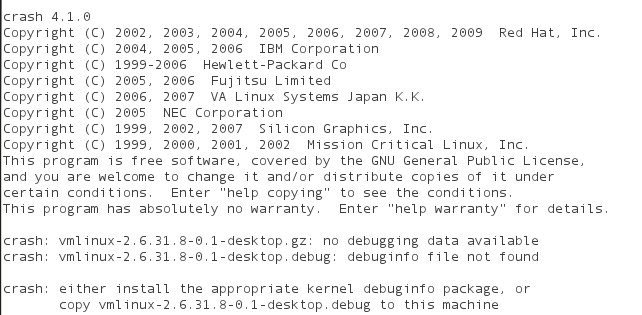 crash 4.1.0
Copyright (C) 2002, 2003, 2004, 2005, 2006, 2007, 2008, 2009  Red Hat, Inc.
Copyright (C) 2004, 2005, 2006  IBM Corporation
Copyright (C) 1999-2006  Hewlett-Packard Co
Copyright (C) 2005, 2006  Fujitsu Limited
Copyright (C) 2006, 2007  VA Linux Systems Japan K.K.
Copyright (C) 2005  NEC Corporation
Copyright (C) 1999, 2002, 2007  Silicon Graphics, Inc.
Copyright (C) 1999, 2000, 2001, 2002  Mission Critical Linux, Inc.
This program is free software, covered by the GNU General Public License,
and you are welcome to change it and/or distribute copies of it under
certain conditions.  Enter "help copying" to see the conditions.
This program has absolutely no warranty.  Enter "help warranty" for details.

crash: vmlinux-2.6.31.8-0.1-desktop.gz: no debugging data available
crash: vmlinux-2.6.31.8-0.1-desktop.debug: debuginfo file not found

crash: either install the appropriate kernel debuginfo package, or
       copy vmlinux-2.6.31.8-0.1-desktop.debug to this machine